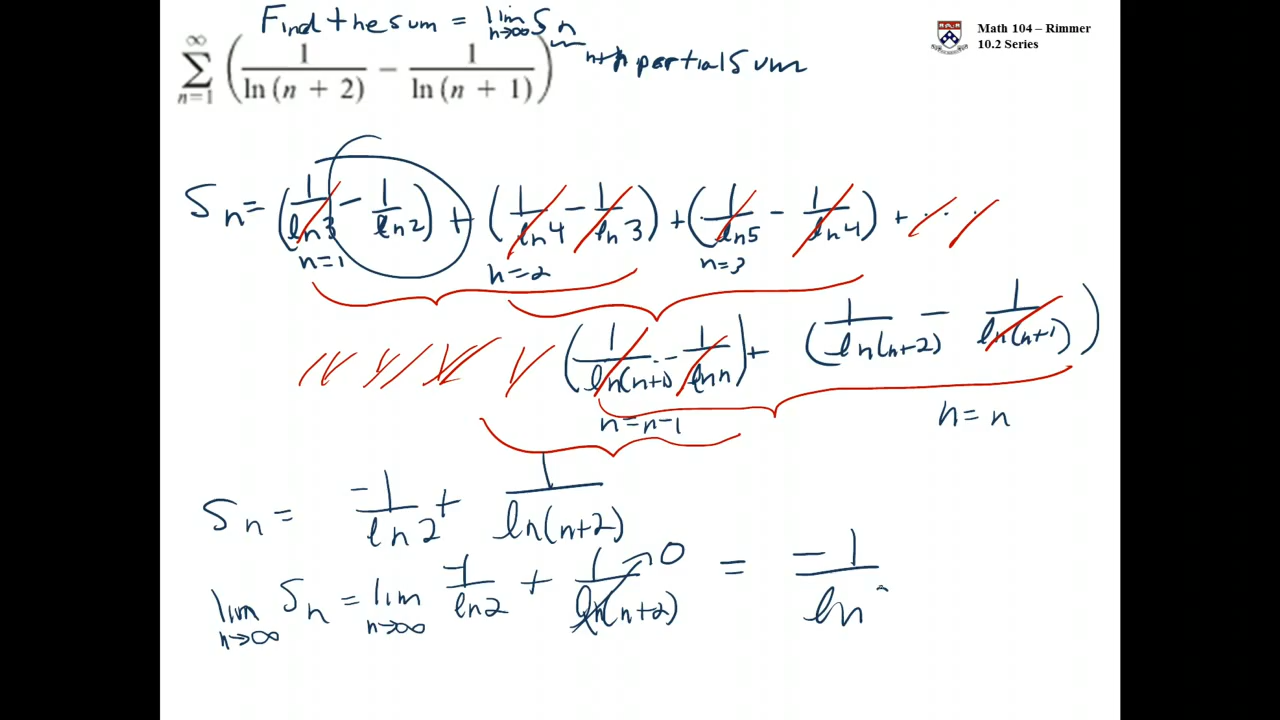 Find the sum = lim n→∞ Sn
nth partial Sum
Math 104 – Rimmer
10.2 Series
∞ ∑ n=1 ( 1/ln (n + 2) − 1/ln (n + 1) )
Sn = (1/ln3 − 1/ln2) + (1/ln4 − 1/ln3) + (1/ln5 − 1/ln4) + ...
n=1 n=2 n=3
(1/ln(n+1) − 1/ln n) + (1/ln(n+2) − 1/ln(n+1))
n=n-1 n=n
Sn = -1/ln2 + 1/ln(n+2)
lim n→∞ Sn = lim n→∞ -1/ln2 + 1/ln(n+2) → 0 = -1/ln